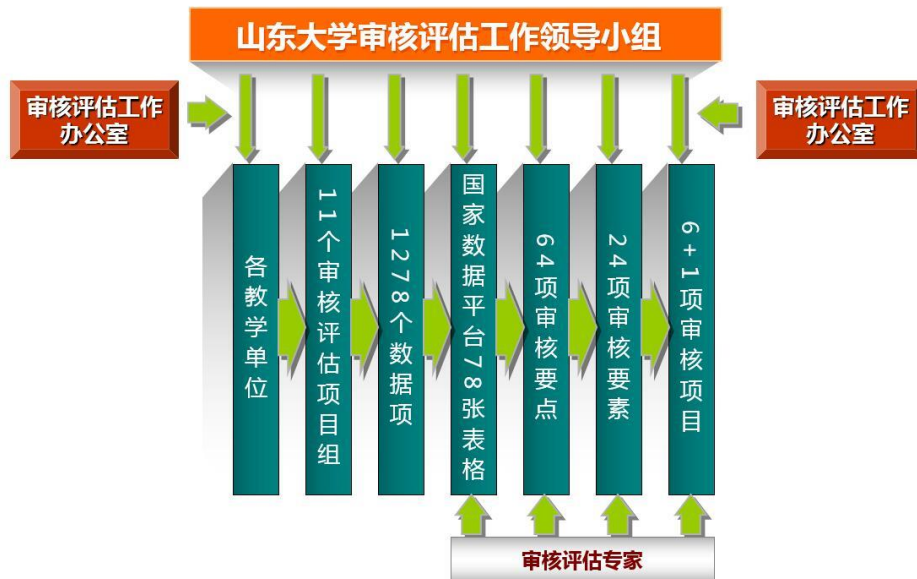 山东大学审核评估工作领导小组
审核评估工作
办公室
审核评估工作
办公室
各教学单位
11个审核评估项目组
1278个数据项
国家数据平台78张表格
64项审核要点
24项审核要素
6+1项审核项目
审核评估专家